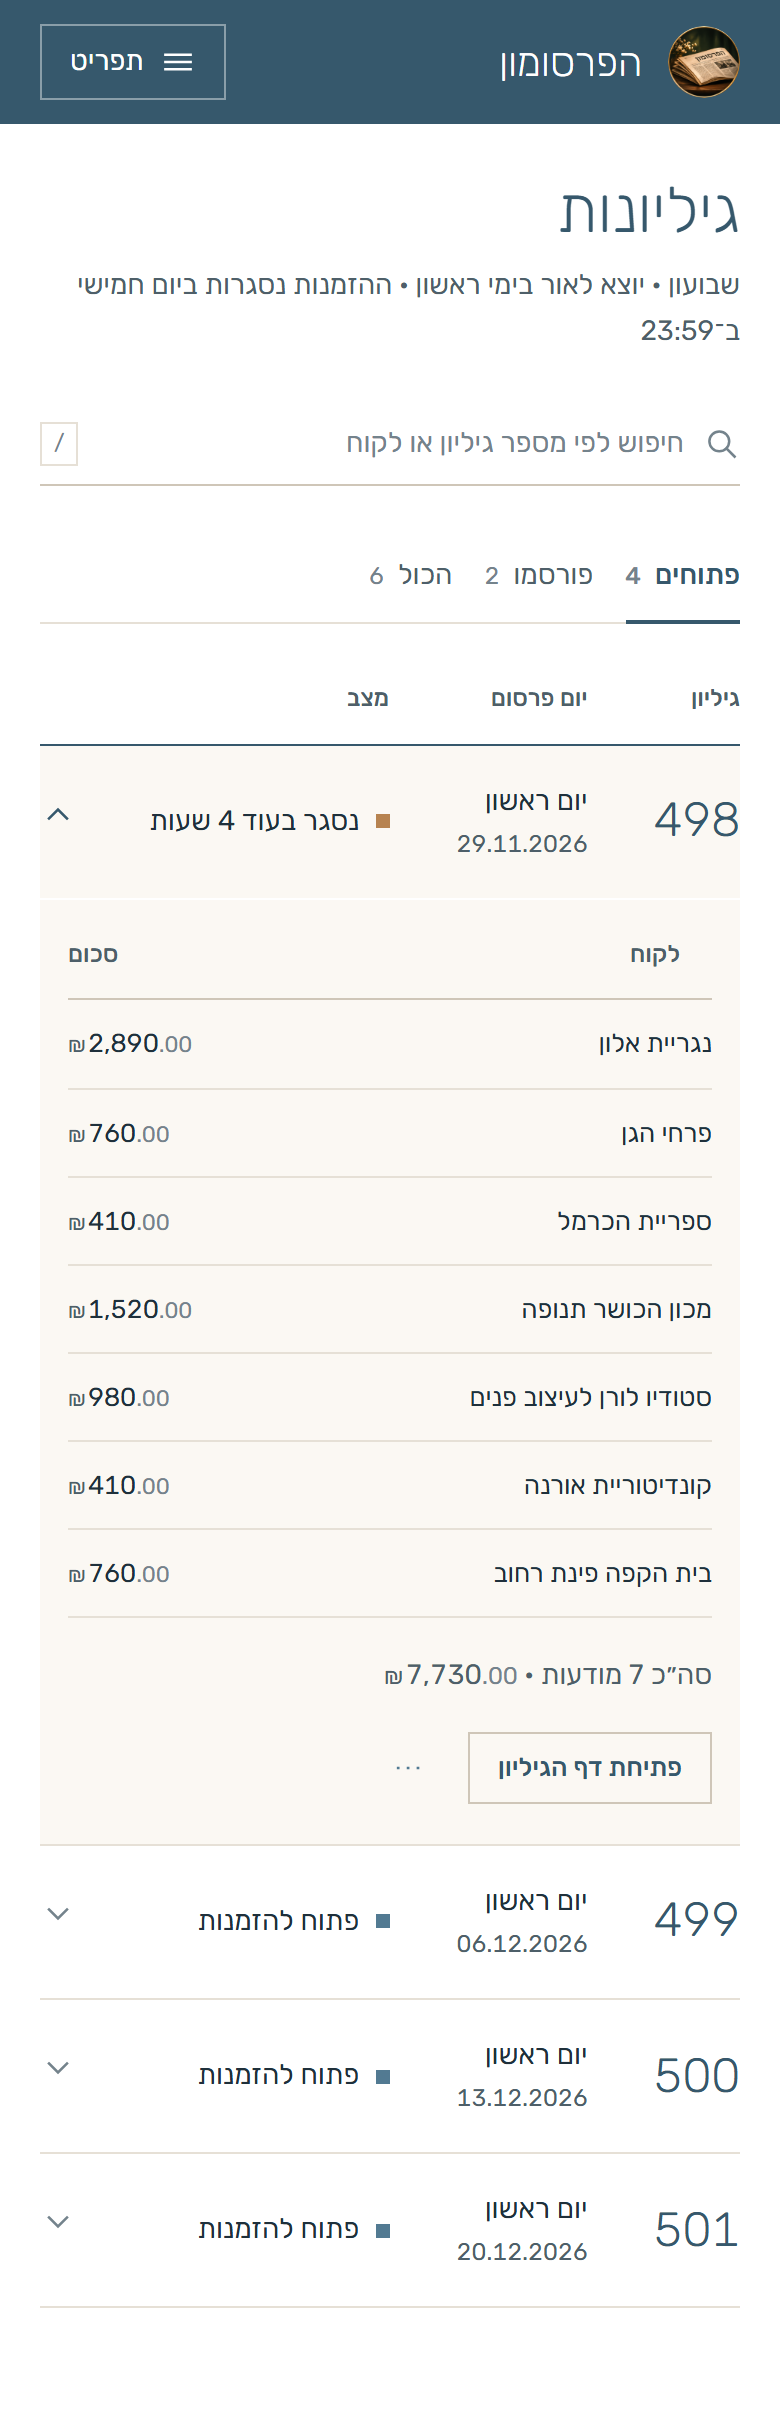 הפרסומון
תפריט
גיליונות
שבועון • יוצא לאור בימי ראשון • ההזמנות נסגרות ביום חמישי
ב־23:59
חיפוש לפי מספר גיליון או לקוח /
פתוחים 4 פורסמו 2 הכול 6
גיליון יום פרסום מצב
498 יום ראשון 29.11.2026 נסגר בעוד 4 שעות
לקוח סכום
נגריית אלון 2,890.00₪
פרחי הגן 760.00₪
ספריית הכרמל 410.00₪
מכון הכושר תנופה 1,520.00₪
סטודיו לורן לעיצוב פנים 980.00₪
קונדיטוריית אורנה 410.00₪
בית הקפה פינת רחוב 760.00₪
סה״כ 7 מודעות • 7,730.00₪
פתיחת דף הגיליון ...
499 יום ראשון 06.12.2026 פתוח להזמנות
500 יום ראשון 13.12.2026 פתוח להזמנות
501 יום ראשון 20.12.2026 פתוח להזמנות